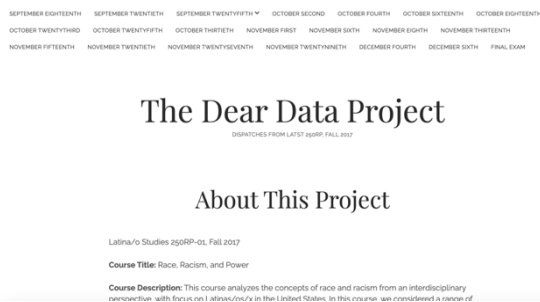 SEPTEMBER EIGHTEENTH SEPTEMBER TWENTIETH SEPTEMBER TWENTYFIFTH OCTOBER SECOND OCTOBER FOURTH OCTOBER SIXTEENTH OCTOBER EIGHTEENTH
OCTOBER TWENTYTHIRD OCTOBER TWENTYFIFTH OCTOBER THIRTIETH NOVEMBER FIRST NOVEMBER SIXTH NOVEMBER EIGHTH NOVEMBER THIRTEENTH
NOVEMBER FIFTEENTH NOVEMBER TWENTIETH NOVEMBER TWENTYSEVENTH NOVEMBER TWENTYNINETH DECEMBER FOURTH DECEMBER SIXTH FINAL EXAM
The Dear Data Project
DISPATCHES FROM LATST 250RP, FALL 2017
About This Project
Latina/o Studies 250RP-01, Fall 2017
Course Title: Race, Racism, and Power
Course Description: This course analyzes the concepts of race and racism from an interdisciplinary
perspective, with focus on Latinas/os/x in the United States. In this course, we considered a range of